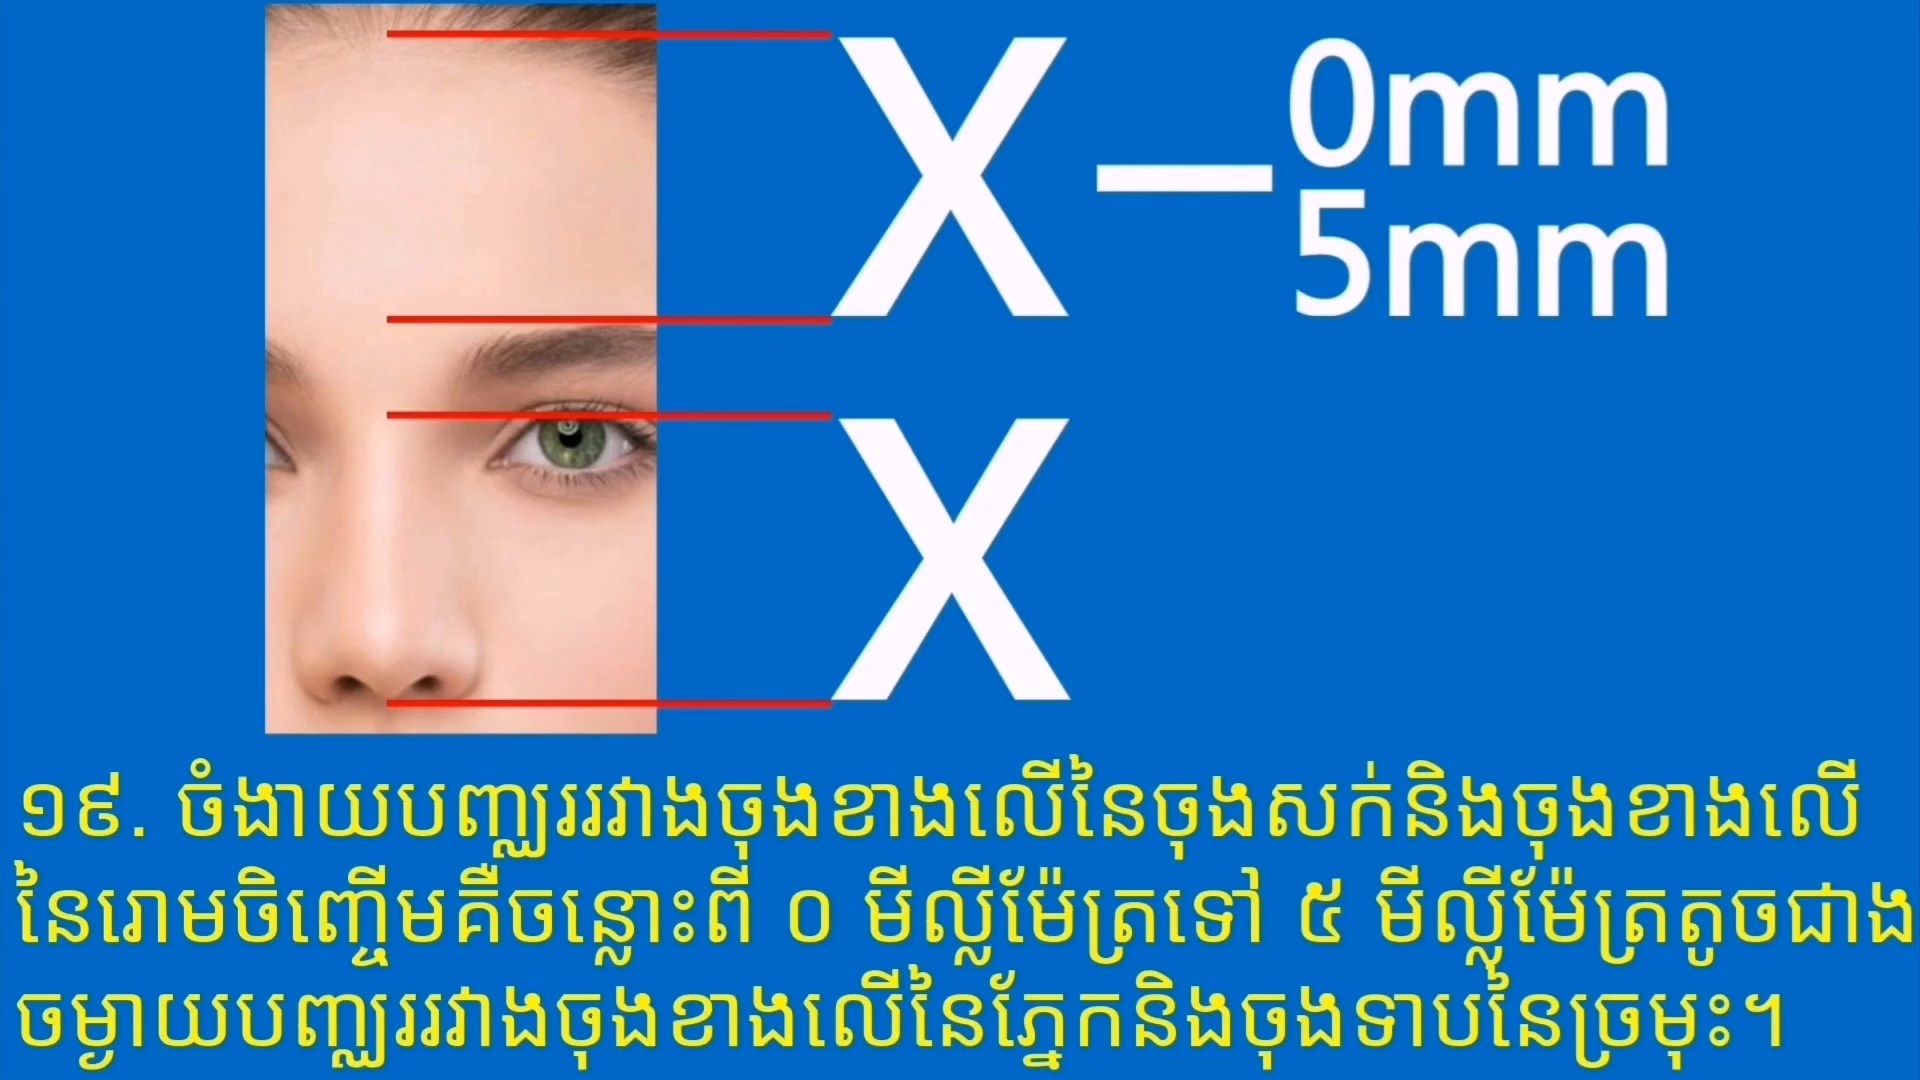 X — 0mm
5mm
X
១៩. ចំងាយបញ្ឈររវាងចុងខាងលើនៃចុងសក់និងចុងខាងលើ
នៃរោមចិញ្ចើមគឺចន្លោះពី ០ មីល្លីម៉ែត្រទៅ ៥ មីល្លីម៉ែត្រតូចជាង
ចម្ងាយបញ្ឈររវាងចុងខាងលើនៃភ្នែកនិងចុងទាបនៃច្រមុះ។